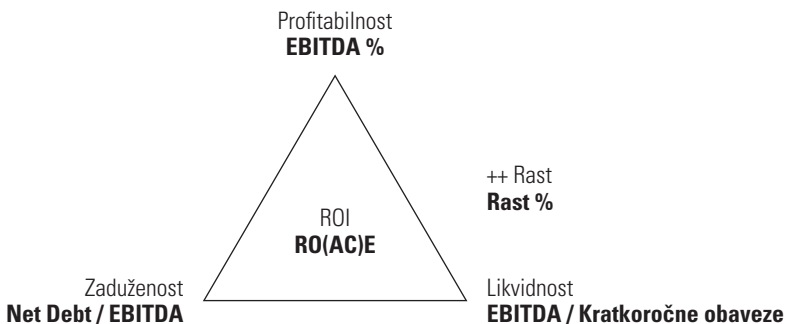 Profitabilnost
EBITDA %
++ Rast
Rast %
ROI
RO(AC)E
Zaduženost
Net Debt / EBITDA
Likvidnost
EBITDA / Kratkoročne obaveze